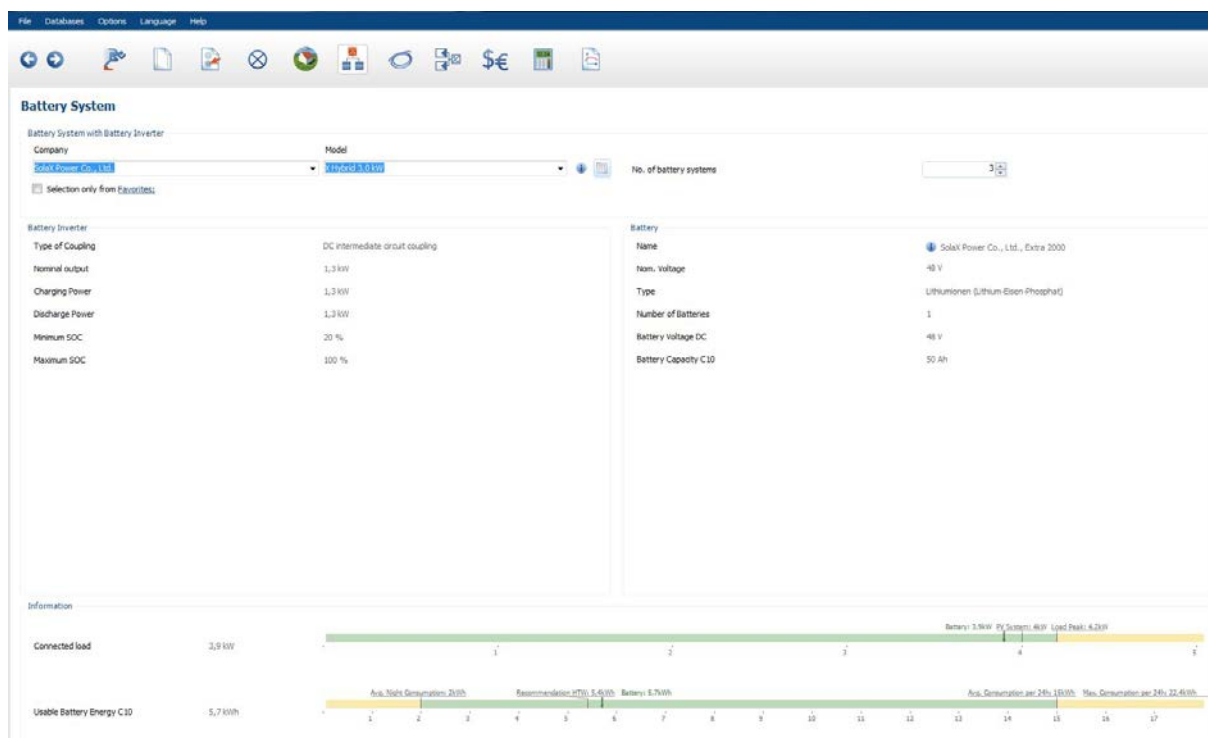 File Databases Options Language Help
Battery System
Battery System with Battery Inverter
Company Model
SolaX Power Co., Ltd. X Hybrid 3.0 kW No. of battery systems 3
Selection only from Favorites:
Battery Inverter Battery
Type of Coupling DC intermediate circuit coupling Name SolaX Power Co., Ltd., Extra 2000
Nominal output 1,3 kW Nom. Voltage 48 V
Charging Power 1,3 kW Type Lithiumionen (Lithium-Eisen-Phosphat)
Discharge Power 1,3 kW Number of Batteries 1
Minimum SOC 20 % Battery Voltage DC 48 V
Maximum SOC 100 % Battery Capacity C10 50 Ah
Information
Battery: 3.9kW PV System: 4kW Load Peak: 4.2kW
Connected load 3,9 kW
1 2 3 4 5
Avg. Night Consumption: 2kWh Recommendation HTW: 5.4kWh Battery: 5.7kWh Avg. Consumption per 24h: 15kWh Max. Consumption per 24h: 22.4kWh
Usable Battery Energy C10 5,7 kWh
1 2 3 4 5 6 7 8 9 10 11 12 13 14 15 16 17